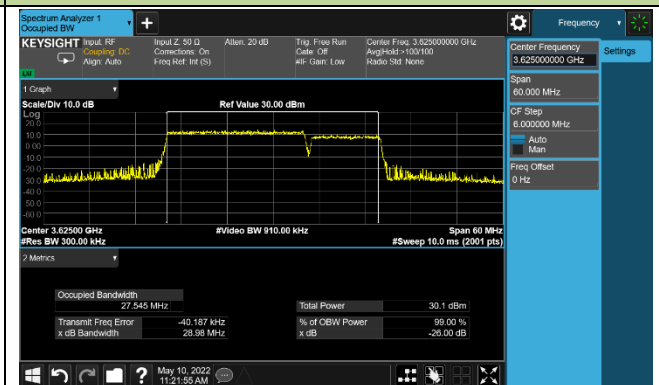 Spectrum Analyzer 1
Occupied BW
Frequency
KEYSIGHT
Input: RF
Coupling: DC
Align: Auto
Input Z: 50 Ω
Corrections: On
Freq Ref: Int (S)
Atten: 20 dB
Trig: Free Run
Gate: Off
#IF Gain: Low
Center Freq: 3.625000000 GHz
Avg|Hold:>100/100
Radio Std: None
Center Frequency
3.625000000 GHz
Settings
Span
60.000 MHz
CF Step
6.000000 MHz
Auto
Man
Freq Offset
0 Hz
1 Graph
Scale/Div 10.0 dB
Ref Value 30.00 dBm
Log
20.0
10.0
0.00
-10.0
-20.0
-30.0
-40.0
-50.0
-60.0
Center 3.62500 GHz
#Video BW 910.00 kHz
Span 60 MHz
#Res BW 300.00 kHz
#Sweep 10.0 ms (2001 pts)
2 Metrics
Occupied Bandwidth
27.545 MHz
Total Power 30.1 dBm
Transmit Freq Error -40.187 kHz
% of OBW Power 99.00 %
x dB Bandwidth 28.98 MHz
x dB -26.00 dB
May 10, 2022
11:21:55 AM